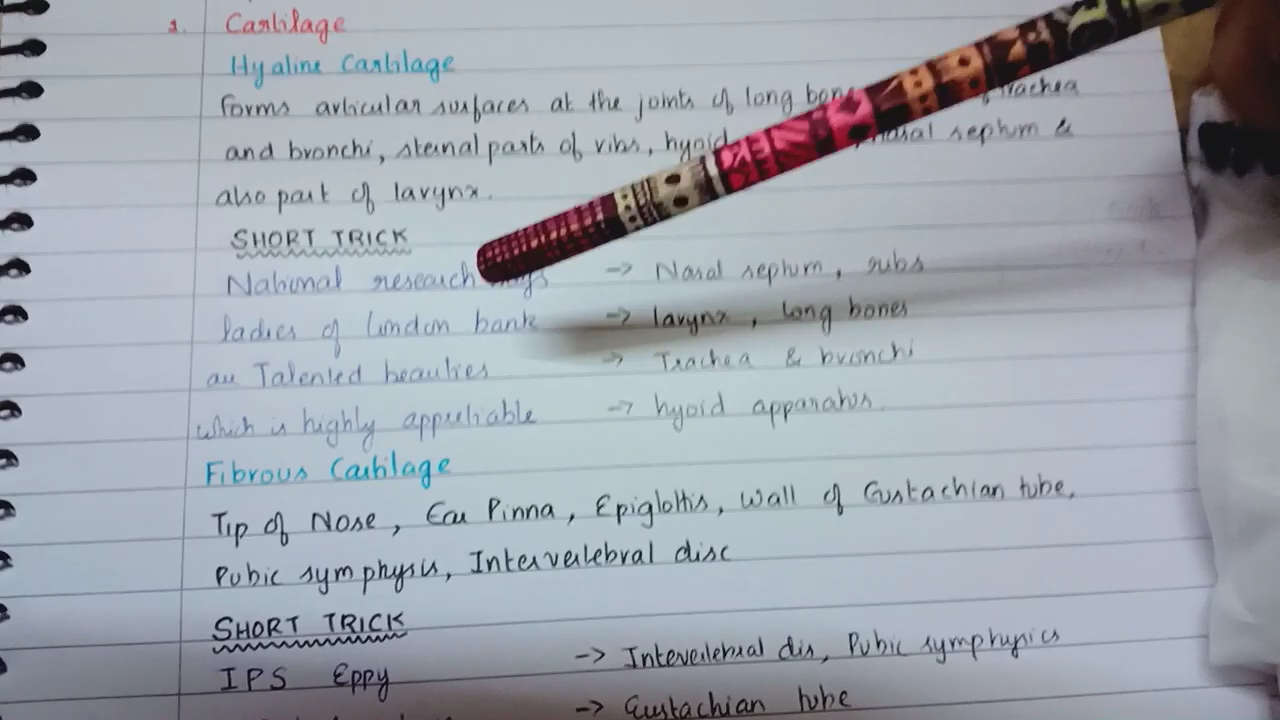 1. Cartilage
Hyaline Cartilage
forms articular surfaces at the joints of long trachea
and bronchi, sternal parts of ribs, hyoid nasal septum &
also part of larynx.
SHORT TRICK
National research → Nasal septum, ribs
ladies of london bank → larynx, long bones
are Talented beauties → Trachea & bronchi
which is highly appreliable → hyoid apparatus.
Fibrous Cartilage
Tip of Nose, Ear Pinna, Epiglottis, Wall of Eustachian tube,
Pubic symphysis, Intervertebral disc
SHORT TRICK
IPS Eppy → Intervertebral dis, Pubic symphysics
→ Eustachian tube